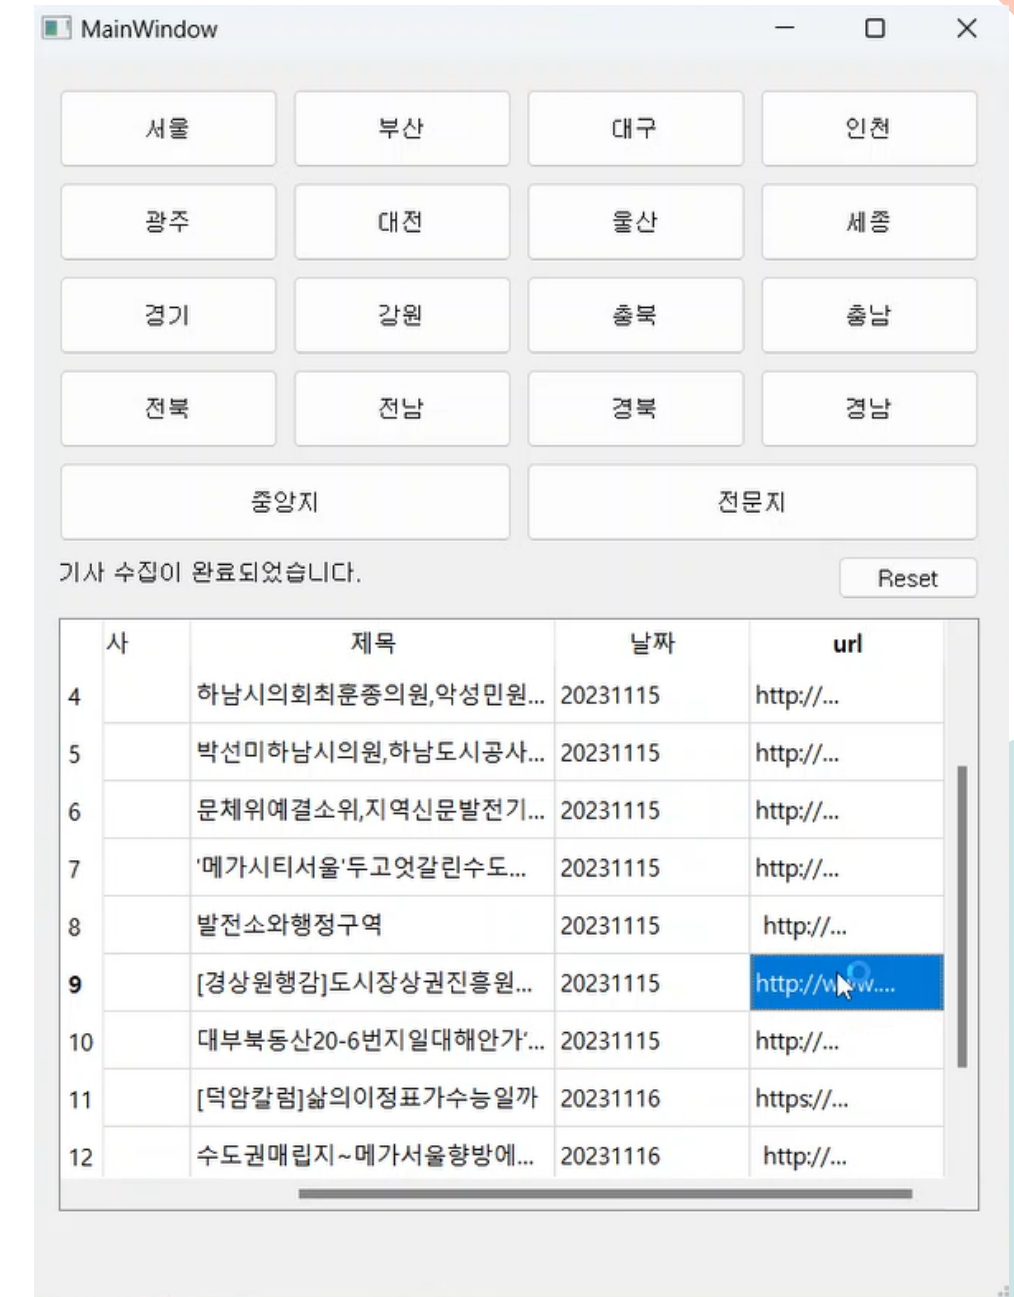 MainWindow
서울 부산 대구 인천
광주 대전 울산 세종
경기 강원 충북 충남
전북 전남 경북 경남
중앙지 전문지
기사 수집이 완료되었습니다. Reset
사 제목 날짜 url
4 하남시의회최훈종의원,악성민원... 20231115 http://...
5 박선미하남시의원,하남도시공사... 20231115 http://...
6 문체위예결소위,지역신문발전기... 20231115 http://...
7 '메가시티서울'두고엇갈린수도... 20231115 http://...
8 발전소와행정구역 20231115 http://...
9 [경상원행감]도시장상권진흥원... 20231115 http://www....
10 대부북동산20-6번지일대해안가‘... 20231115 http://...
11 [덕암칼럼]삶의이정표가수능일까 20231116 https://...
12 수도권매립지~메가서울향방에... 20231116 http://...